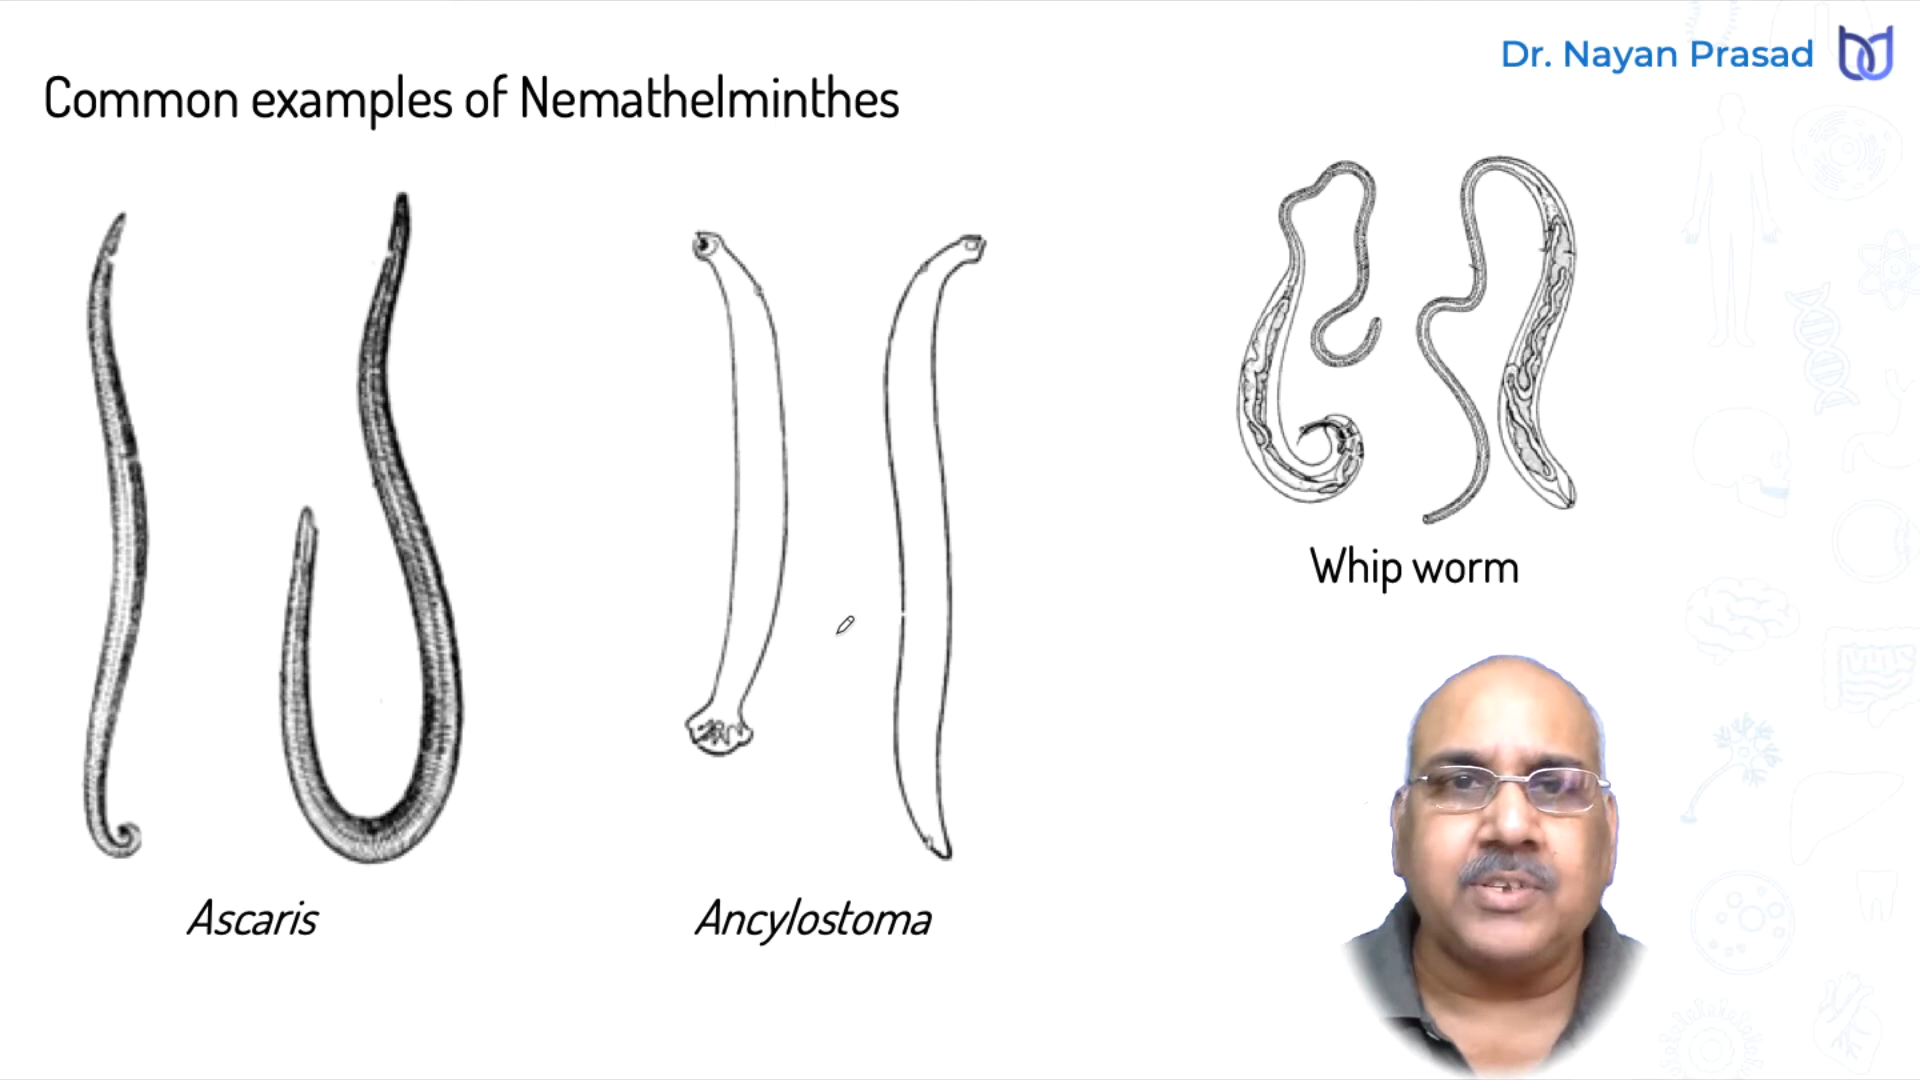 Dr. Nayan Prasad
Common examples of Nemathelminthes
Whip worm
Ascaris
Ancylostoma